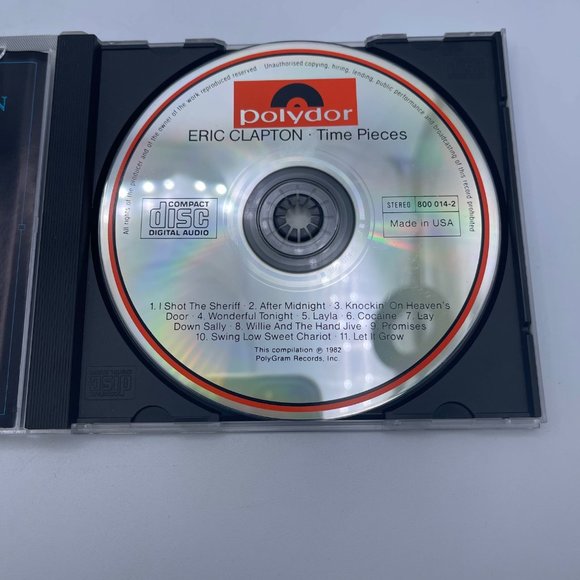 N
All rights of the producer and of the owner of the work reproduced reserved Unauthorised copying, hiring, lending, public performance and broadcasting of this record prohibited
polydor
ERIC CLAPTON · Time Pieces
COMPACT
disc
DIGITAL AUDIO
STEREO 800 014-2
Made in USA
1. I Shot The Sheriff · 2. After Midnight · 3. Knockin' On Heaven's
Door · 4. Wonderful Tonight · 5. Layla · 6. Cocaine · 7. Lay
Down Sally · 8. Willie And The Hand Jive · 9. Promises
10. Swing Low Sweet Chariot · 11. Let It Grow
This compilation ℗ 1982
PolyGram Records, Inc.
disc